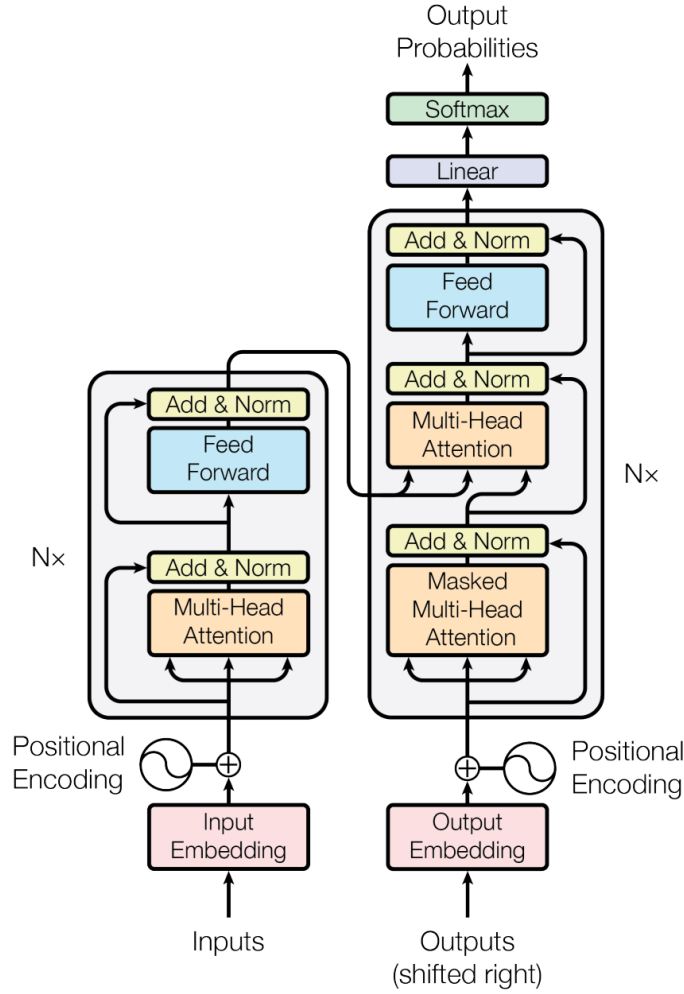 Output
Probabilities
Softmax
Linear
Add & Norm
Feed
Forward
Add & Norm
Multi-Head
Attention
Add & Norm
Masked
Multi-Head
Attention
Nx
Add & Norm
Feed
Forward
Add & Norm
Multi-Head
Attention
Nx
Positional
Encoding
Positional
Encoding
Input
Embedding
Output
Embedding
Inputs
Outputs
(shifted right)